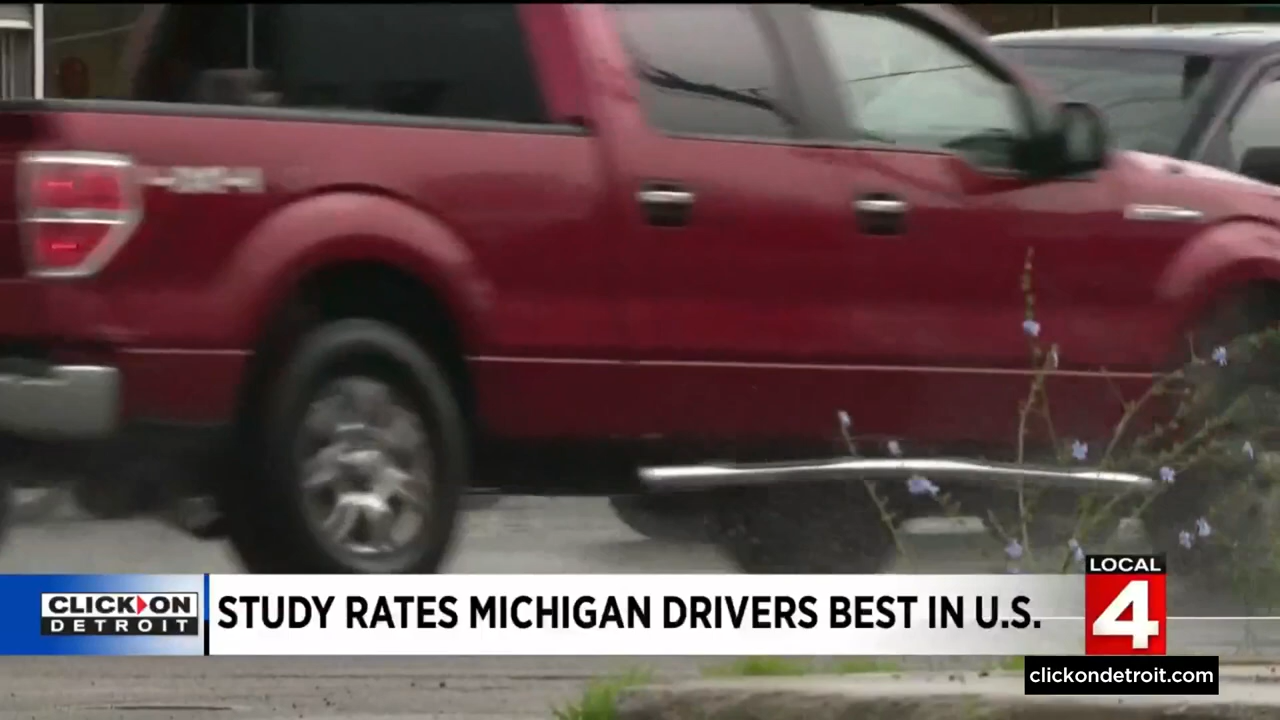 CLICK ON
DETROIT
STUDY RATES MICHIGAN DRIVERS BEST IN U.S.
LOCAL
4
clickondetroit.com